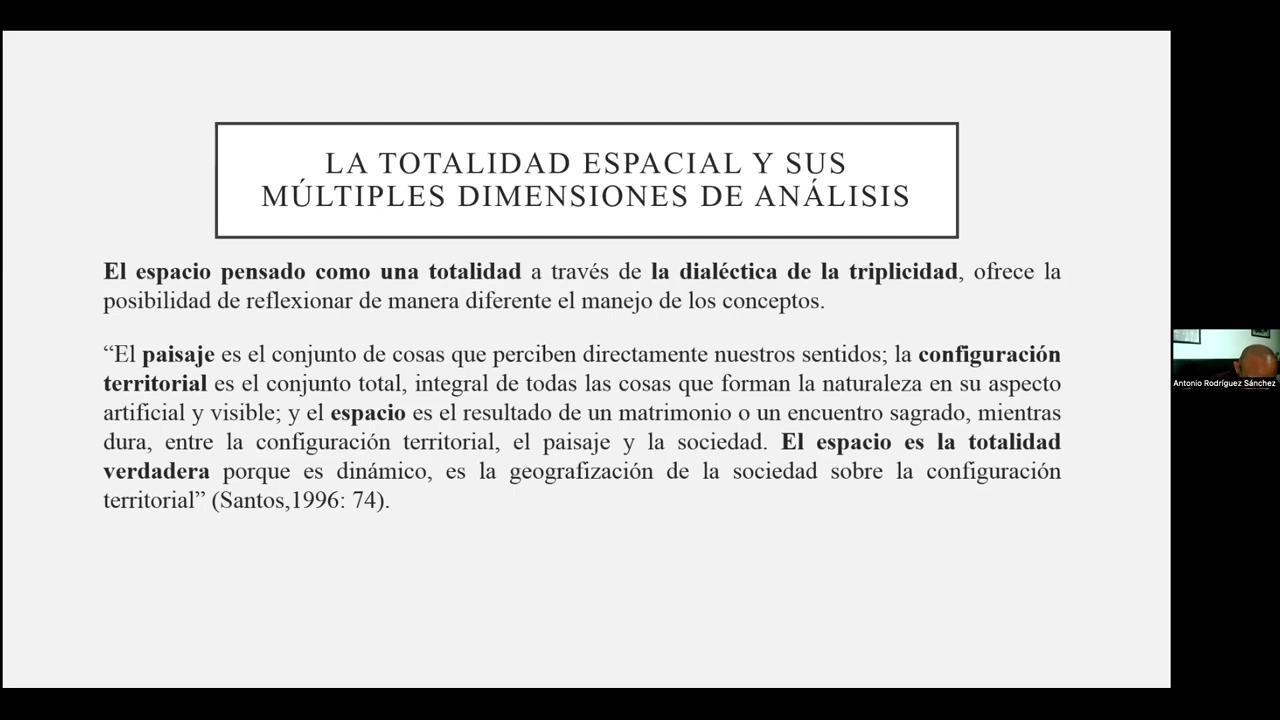 LA TOTALIDAD ESPACIAL Y SUS
MÚLTIPLES DIMENSIONES DE ANÁLISIS
El espacio pensado como una totalidad a través de la dialéctica de la triplicidad, ofrece la
posibilidad de reflexionar de manera diferente el manejo de los conceptos.
“El paisaje es el conjunto de cosas que perciben directamente nuestros sentidos; la configuración
territorial es el conjunto total, integral de todas las cosas que forman la naturaleza en su aspecto
artificial y visible; y el espacio es el resultado de un matrimonio o un encuentro sagrado, mientras
dura, entre la configuración territorial, el paisaje y la sociedad. El espacio es la totalidad
verdadera porque es dinámico, es la geografización de la sociedad sobre la configuración
territorial” (Santos,1996: 74).
Antonio Rodríguez Sánchez